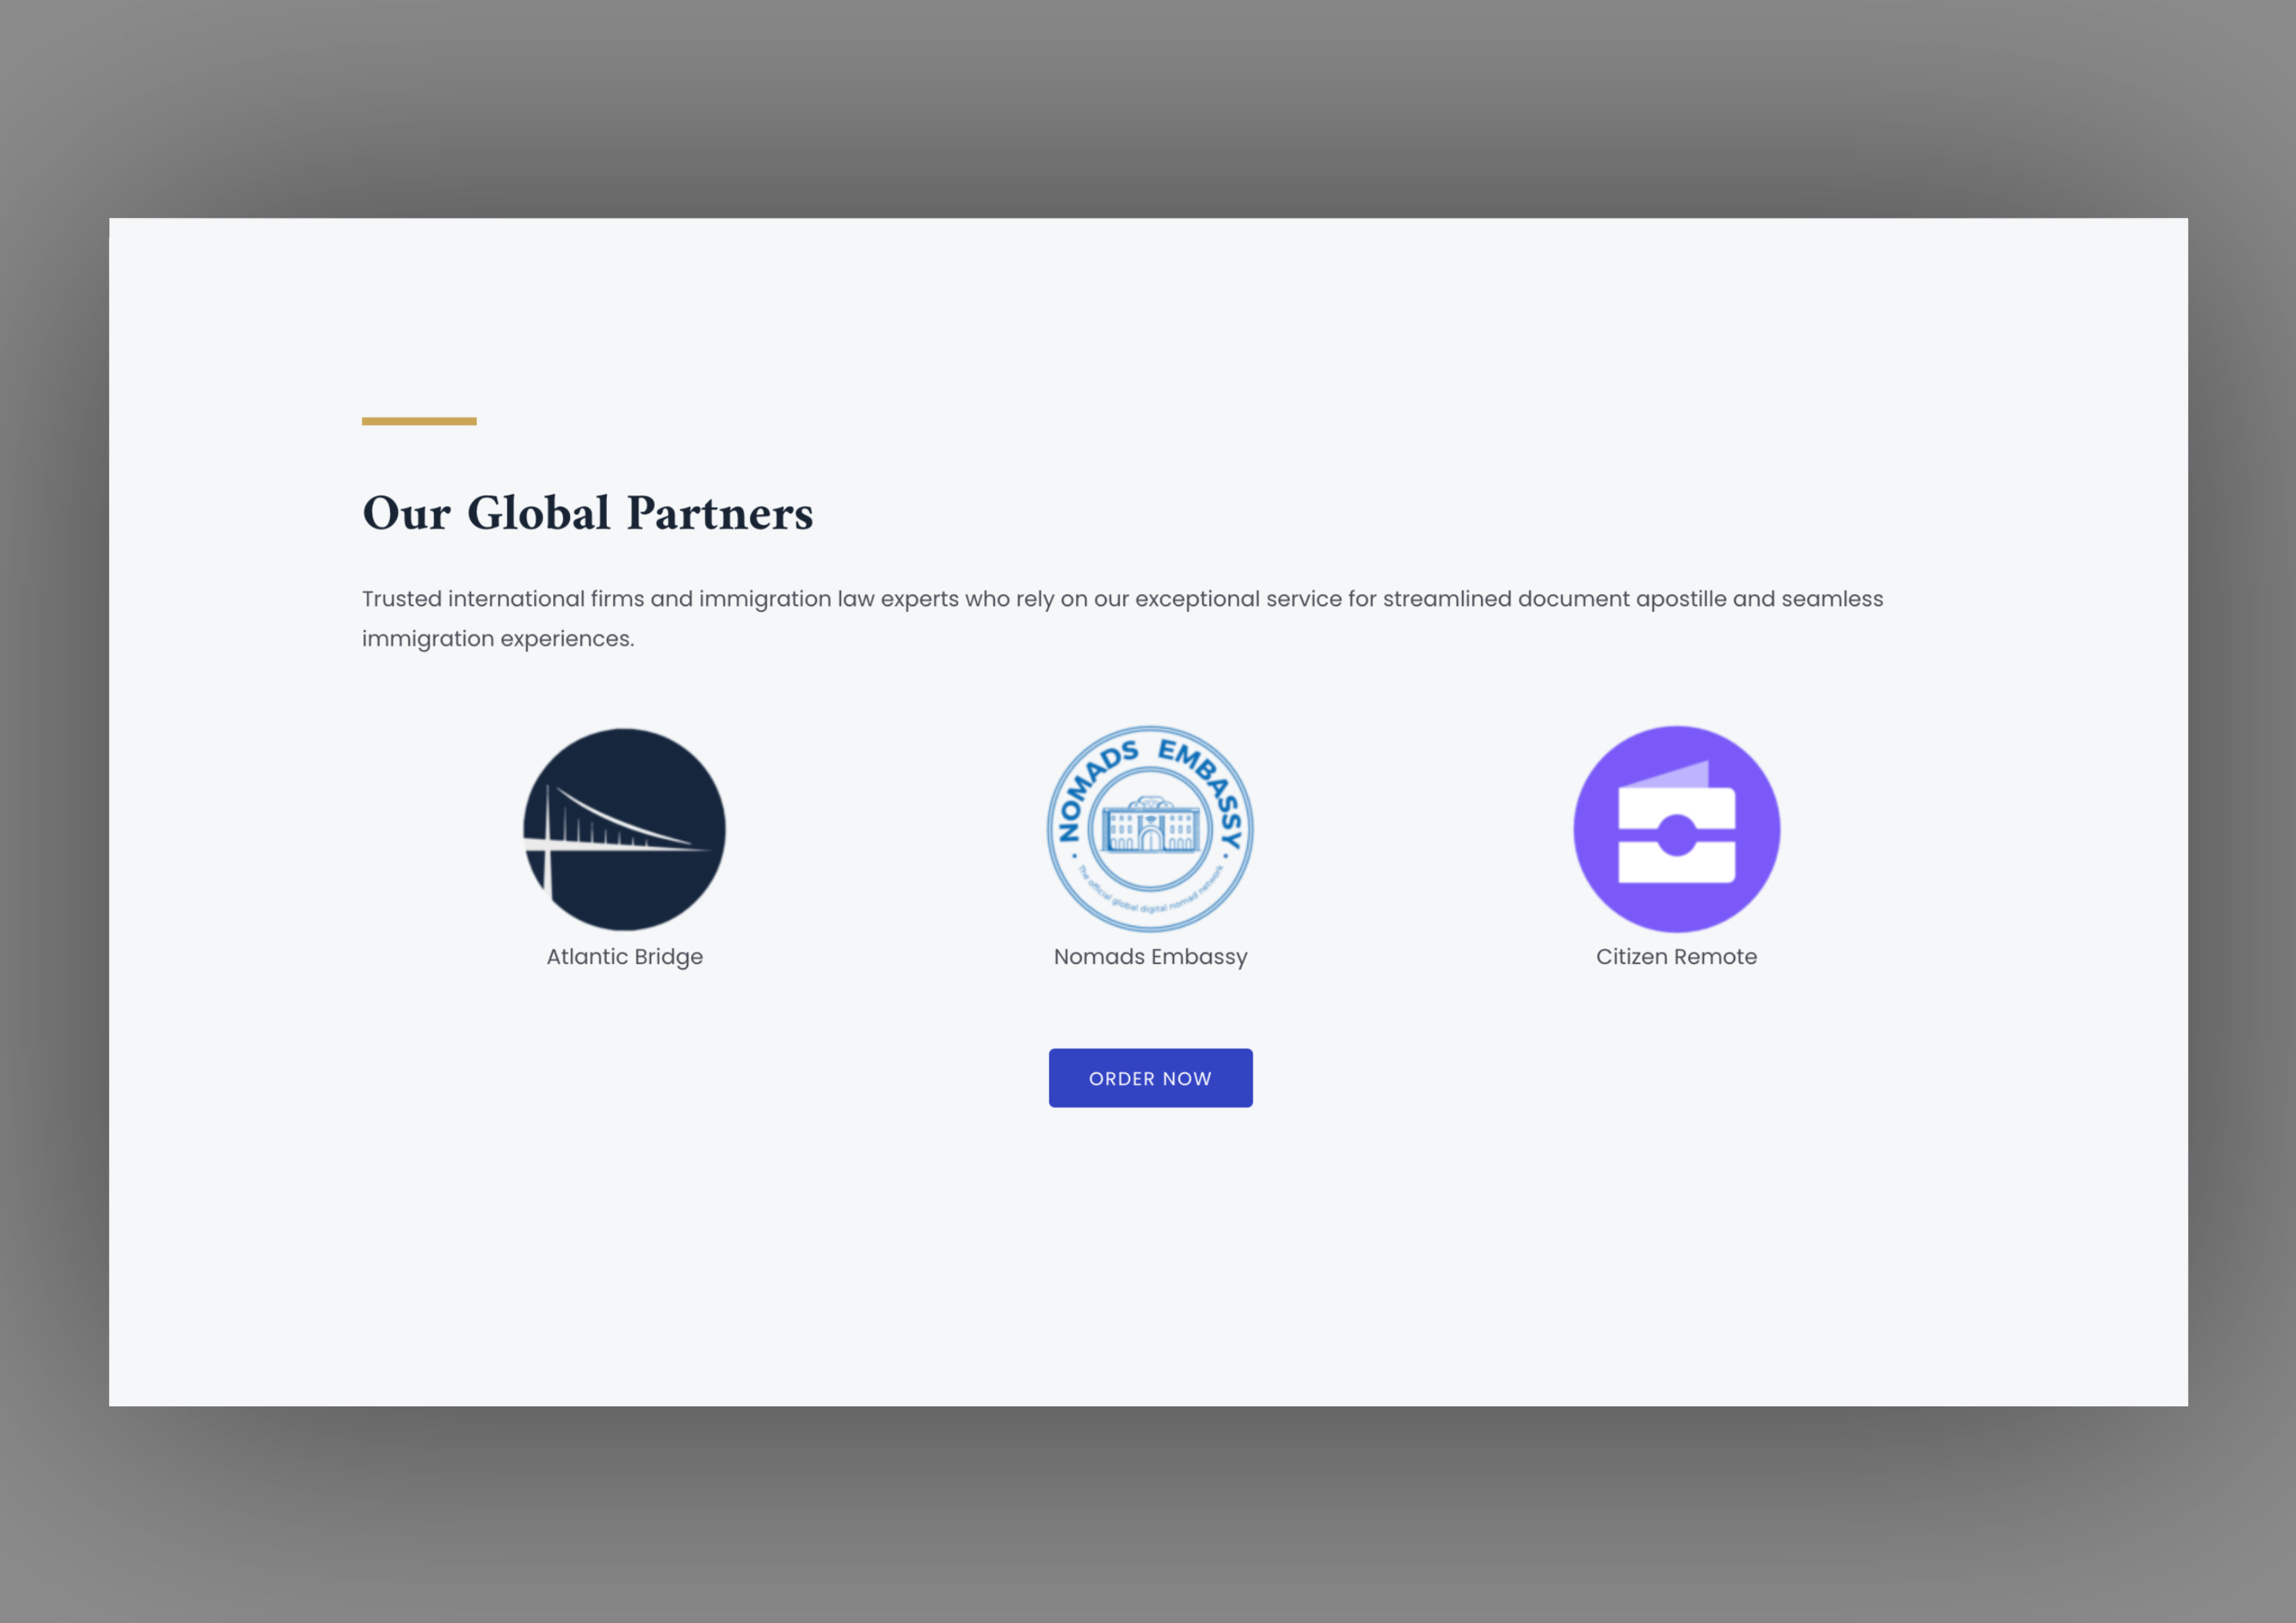 Our Global Partners
Trusted international firms and immigration law experts who rely on our exceptional service for streamlined document apostille and seamless
immigration experiences.
NOMADS EMBASSY
The official global digital nomad network
Atlantic Bridge
Nomads Embassy
Citizen Remote
ORDER NOW